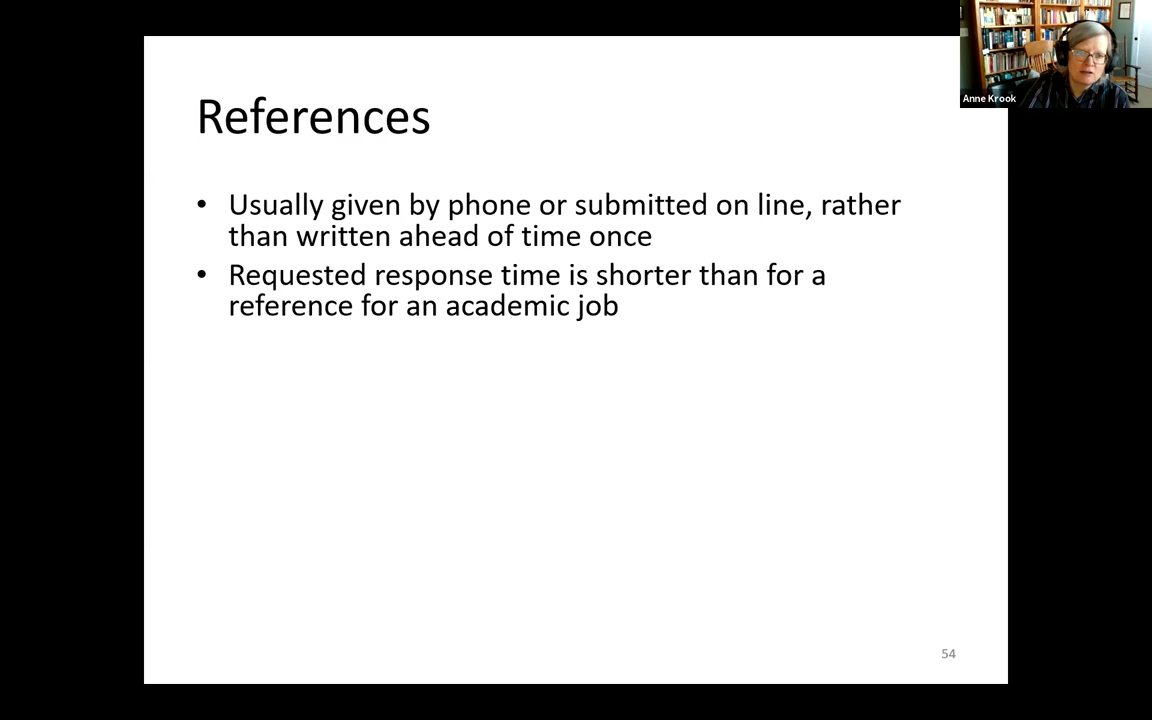 References
• Usually given by phone or submitted on line, rather
than written ahead of time once
• Requested response time is shorter than for a
reference for an academic job
54
Anne Krook